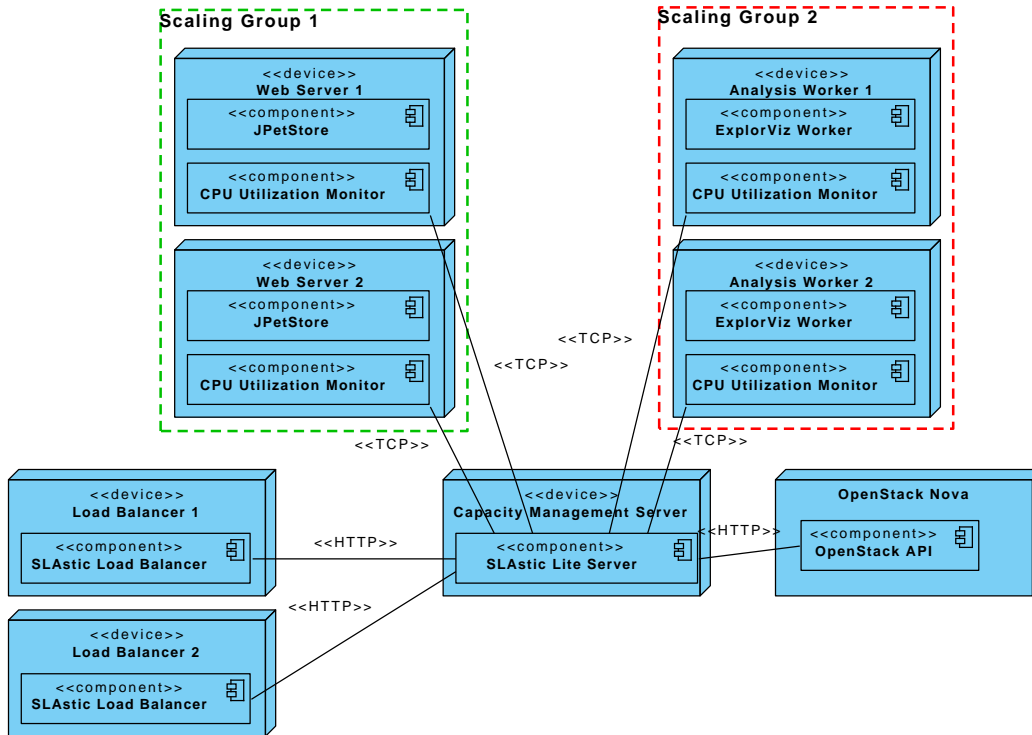 Scaling Group 1
<<device>>
Web Server 1
<<component>>
JPetStore
<<component>>
CPU Utilization Monitor
<<device>>
Web Server 2
<<component>>
JPetStore
<<component>>
CPU Utilization Monitor
Scaling Group 2
<<device>>
Analysis Worker 1
<<component>>
ExplorViz Worker
<<component>>
CPU Utilization Monitor
<<device>>
Analysis Worker 2
<<component>>
ExplorViz Worker
<<component>>
CPU Utilization Monitor
<<TCP>>
<<TCP>>
<<TCP>>
<<TCP>>
<<device>>
Load Balancer 1
<<component>>
SLAstic Load Balancer
<<HTTP>>
<<device>>
Capacity Management Server
<<component>>
SLAstic Lite Server
<<HTTP>>
OpenStack Nova
<<component>>
OpenStack API
<<HTTP>>
<<device>>
Load Balancer 2
<<component>>
SLAstic Load Balancer